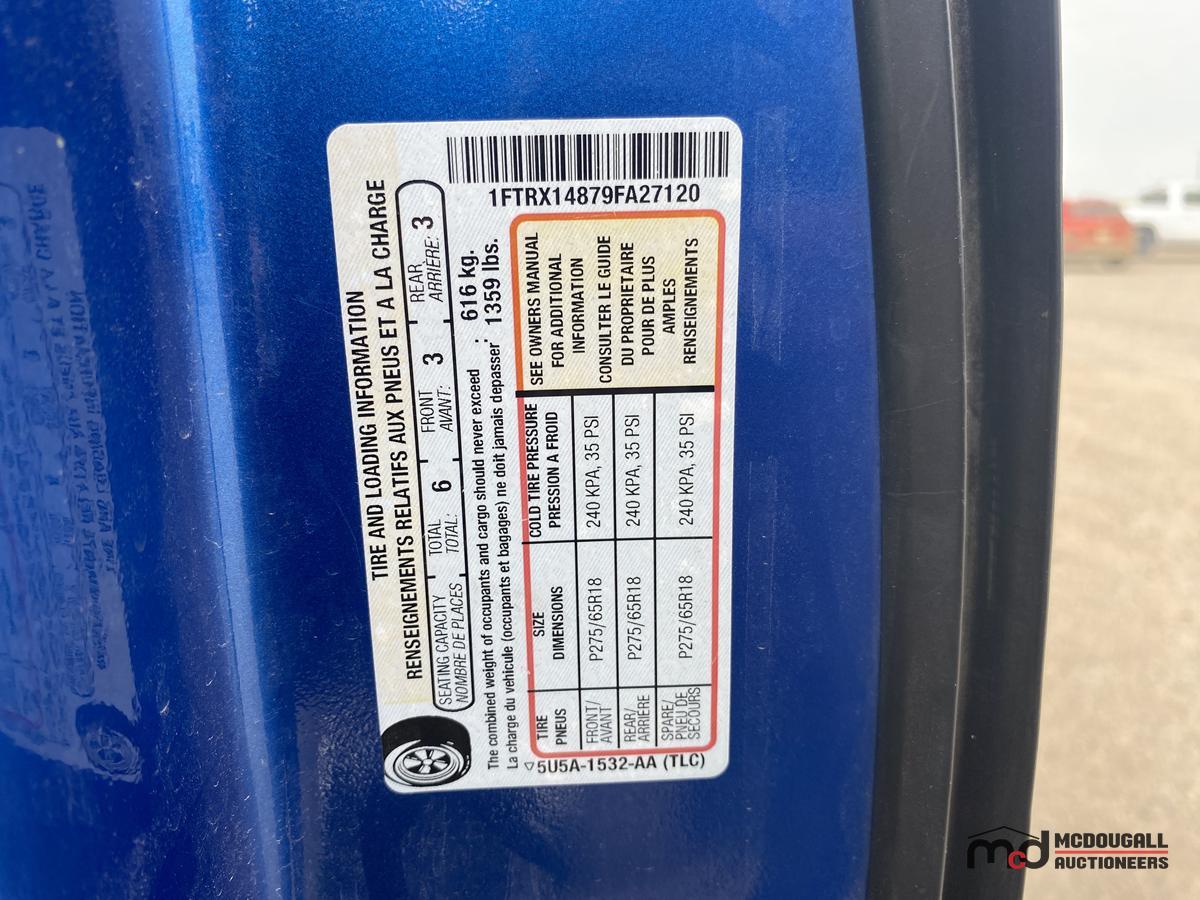 1FTRX14879FA27120
TIRE AND LOADING INFORMATION
RENSEIGNEMENTS RELATIFS AUX PNEUS ET A LA CHARGE
SEATING CAPACITY TOTAL 6 FRONT 3 REAR 3
NOMBRE DE PLACES TOTAL: AVANT: ARRIÈRE:
The combined weight of occupants and cargo should never exceed : 616 kg.
La charge du vehicule (occupants et bagages) ne doit jamais depasser : 1359 lbs.
TIRE SIZE COLD TIRE PRESSURE
PNEUS DIMENSIONS PRESSION A FROID
FRONT/
AVANT P275/65R18 240 KPA, 35 PSI
REAR/
ARRIERE P275/65R18 240 KPA, 35 PSI
SPARE/
PNEU DE
SECOURS P275/65R18 240 KPA, 35 PSI
SEE OWNERS MANUAL
FOR ADDITIONAL
INFORMATION
CONSULTER LE GUIDE
DU PROPRIETAIRE
POUR DE PLUS
AMPLES
RENSEIGNEMENTS
5U5A-1532-AA (TLC)
mcd MCDOUGALL
AUCTIONEERS